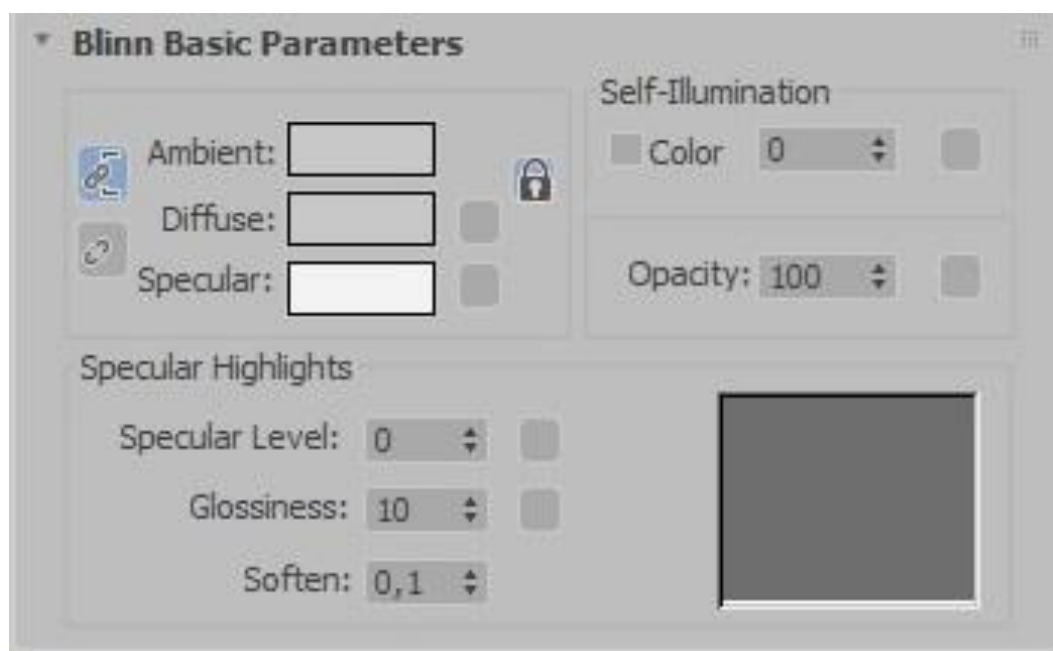 Blinn Basic Parameters
Ambient:
Diffuse:
Specular:
Self-Illumination
Color 0
Opacity: 100
Specular Highlights
Specular Level: 0
Glossiness: 10
Soften: 0,1